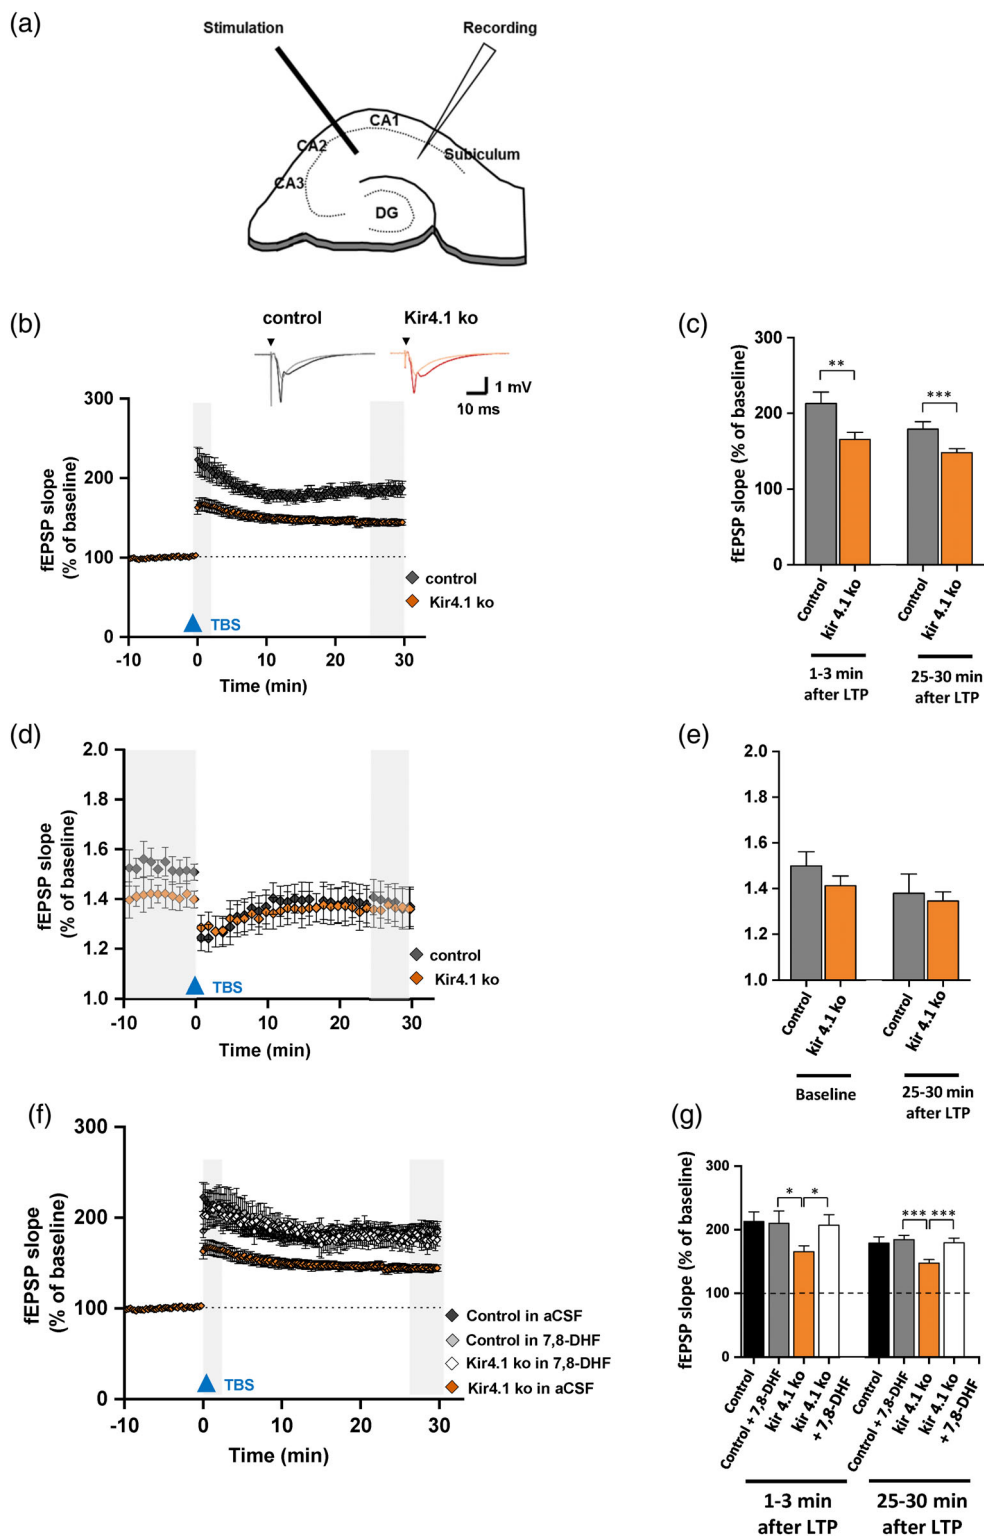 (a)
Stimulation
Recording
CA1
CA2
Subiculum
CA3
DG
(b)
control
Kir4.1 ko
1 mV
10 ms
300
200
100
0
fEPSP slope
(% of baseline)
control
Kir4.1 ko
TBS
-10 0 10 20 30
Time (min)
(c)
300
200
100
0
fEPSP slope (% of baseline)
**
***
Control
kir 4.1 ko
Control
kir 4.1 ko
1-3 min
after LTP
25-30 min
after LTP
(d)
2.0
1.8
1.6
1.4
1.2
1.0
fEPSP slope
(% of baseline)
control
Kir4.1 ko
TBS
-10 0 10 20 30
Time (min)
(e)
2.0
1.8
1.6
1.4
1.2
1.0
Control
kir 4.1 ko
Control
kir 4.1 ko
Baseline
25-30 min
after LTP
(f)
300
200
100
0
fEPSP slope
(% of baseline)
Control in aCSF
Control in 7,8-DHF
Kir4.1 ko in 7,8-DHF
Kir4.1 ko in aCSF
TBS
-10 0 10 20 30
Time (min)
(g)
300
200
100
0
fEPSP slope (% of baseline)
* *
*** ***
Control
Control + 7,8-DHF
kir 4.1 ko
kir 4.1 ko
+ 7,8-DHF
Control
Control + 7,8-DHF
kir 4.1 ko
kir 4.1 ko
+ 7,8-DHF
1-3 min
after LTP
25-30 min
after LTP